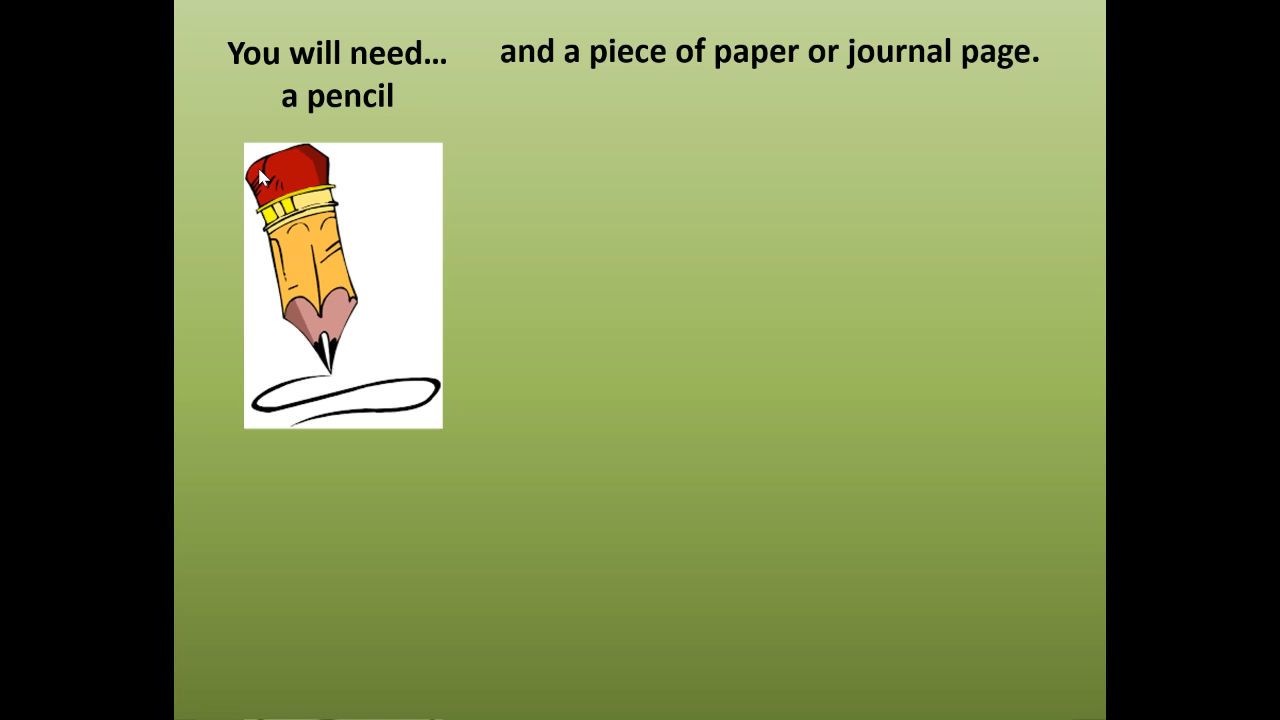 You will need…
a pencil
and a piece of paper or journal page.